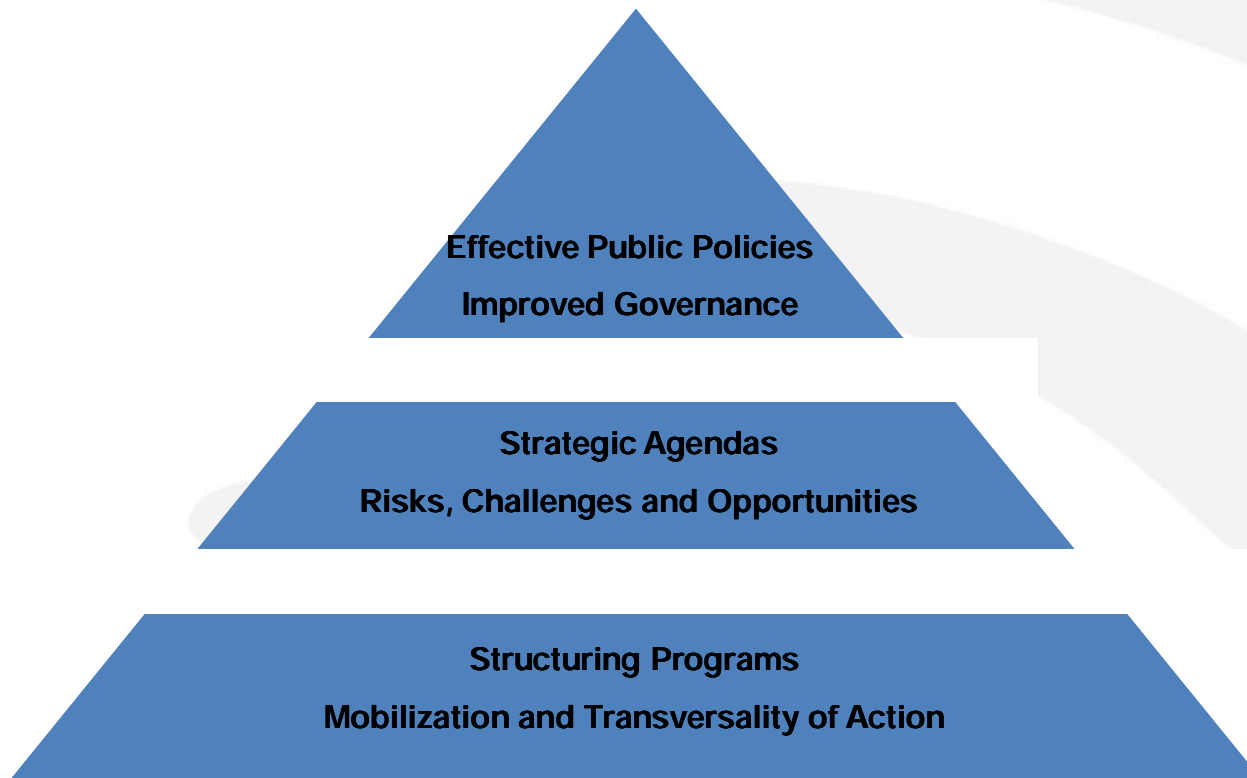 Effective Public Policies
Improved Governance
Strategic Agendas
Risks, Challenges and Opportunities
Structuring Programs
Mobilization and Transversality of Action